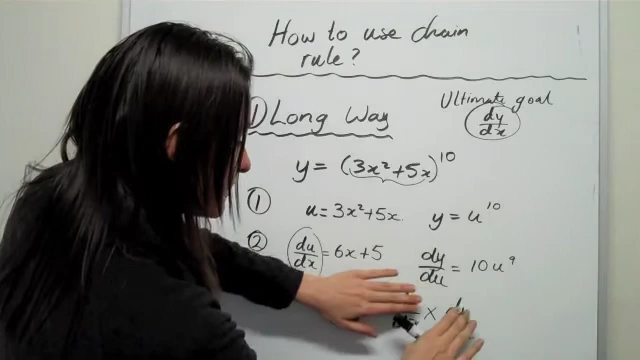 How to use chain
rule?
Ultimate goal
dy/dx
Long Way
y = (3x²+5x)¹⁰
① u = 3x²+5x y = u¹⁰
② du/dx = 6x+5 dy/du = 10u⁹
×